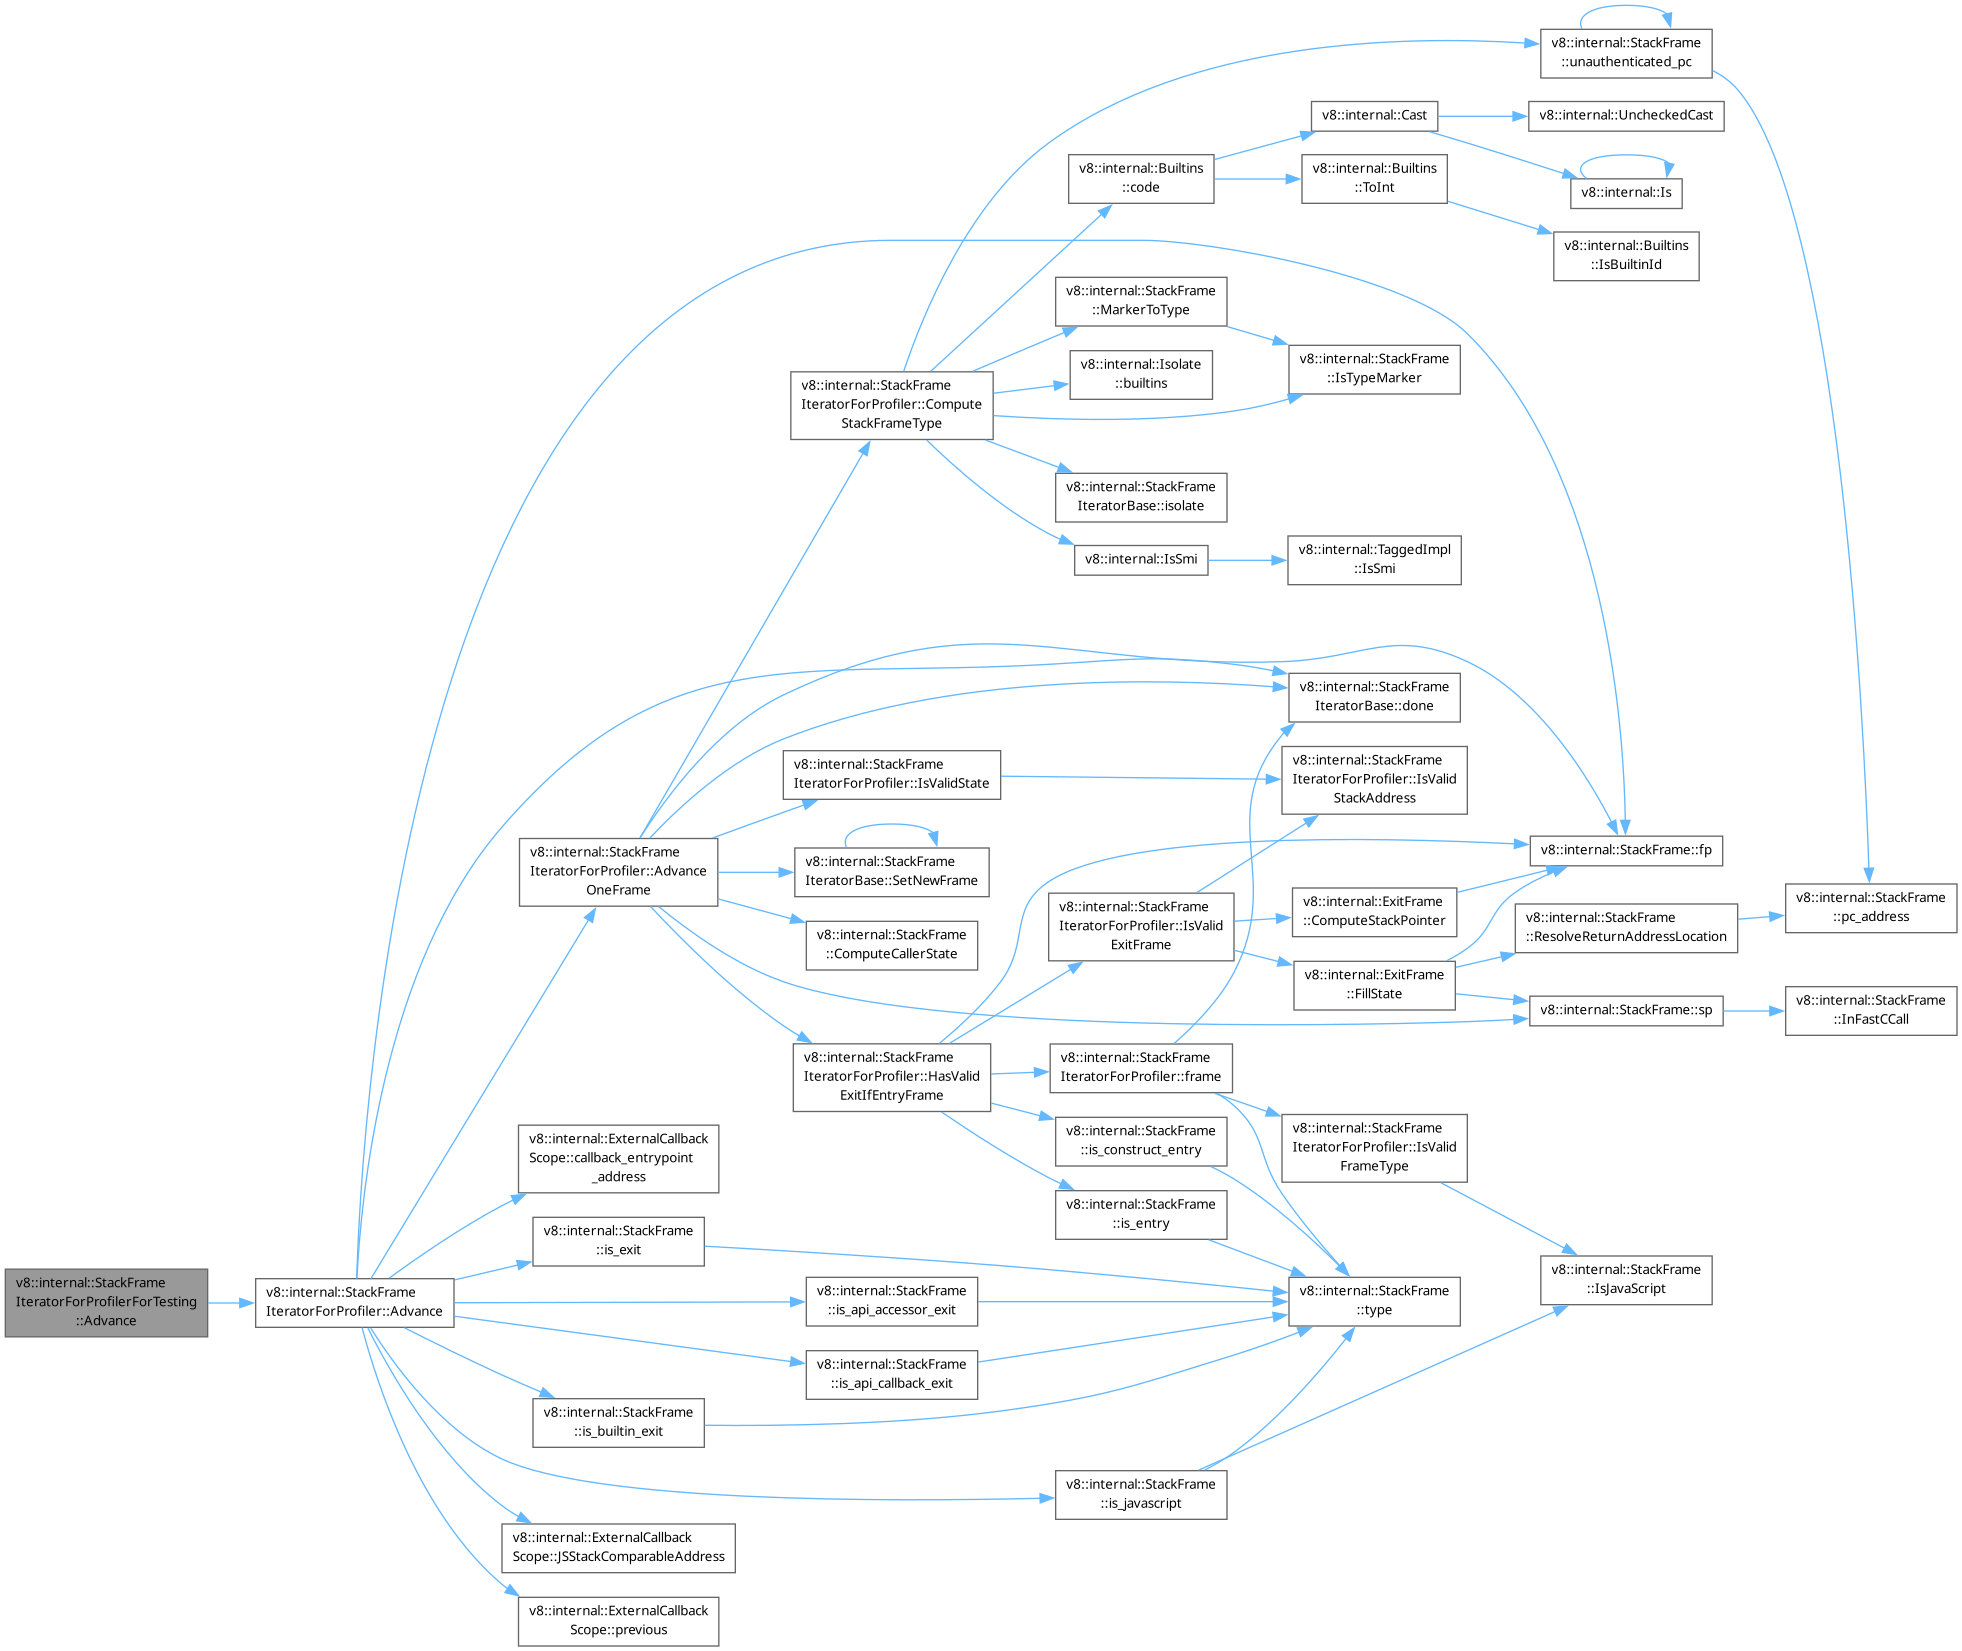 v8::internal::StackFrame
IteratorForProfilerForTesting
::Advance
v8::internal::StackFrame
IteratorForProfiler::Advance
v8::internal::StackFrame
IteratorForProfiler::Advance
OneFrame
v8::internal::ExternalCallback
Scope::callback_entrypoint
_address
v8::internal::StackFrame
::is_exit
v8::internal::StackFrame
::is_builtin_exit
v8::internal::ExternalCallback
Scope::JSStackComparableAddress
v8::internal::ExternalCallback
Scope::previous
v8::internal::StackFrame
IteratorForProfiler::Compute
StackFrameType
v8::internal::StackFrame
IteratorForProfiler::IsValidState
v8::internal::StackFrame
IteratorBase::SetNewFrame
v8::internal::StackFrame
::ComputeCallerState
v8::internal::StackFrame
IteratorForProfiler::HasValid
ExitIfEntryFrame
v8::internal::StackFrame
::is_api_accessor_exit
v8::internal::StackFrame
::is_api_callback_exit
v8::internal::Builtins
::code
v8::internal::StackFrame
::MarkerToType
v8::internal::Isolate
::builtins
v8::internal::StackFrame
IteratorBase::isolate
v8::internal::IsSmi
v8::internal::StackFrame
IteratorForProfiler::IsValid
ExitFrame
v8::internal::StackFrame
IteratorForProfiler::frame
v8::internal::StackFrame
::is_construct_entry
v8::internal::StackFrame
::is_entry
v8::internal::StackFrame
::is_javascript
v8::internal::Cast
v8::internal::Builtins
::ToInt
v8::internal::StackFrame
::IsTypeMarker
v8::internal::TaggedImpl
::IsSmi
v8::internal::StackFrame
IteratorBase::done
v8::internal::StackFrame
IteratorForProfiler::IsValid
StackAddress
v8::internal::ExitFrame
::ComputeStackPointer
v8::internal::ExitFrame
::FillState
v8::internal::StackFrame
IteratorForProfiler::IsValid
FrameType
v8::internal::StackFrame
::type
v8::internal::StackFrame
::unauthenticated_pc
v8::internal::UncheckedCast
v8::internal::Is
v8::internal::Builtins
::IsBuiltinId
v8::internal::StackFrame::fp
v8::internal::StackFrame
::ResolveReturnAddressLocation
v8::internal::StackFrame::sp
v8::internal::StackFrame
::IsJavaScript
v8::internal::StackFrame
::pc_address
v8::internal::StackFrame
::InFastCCall